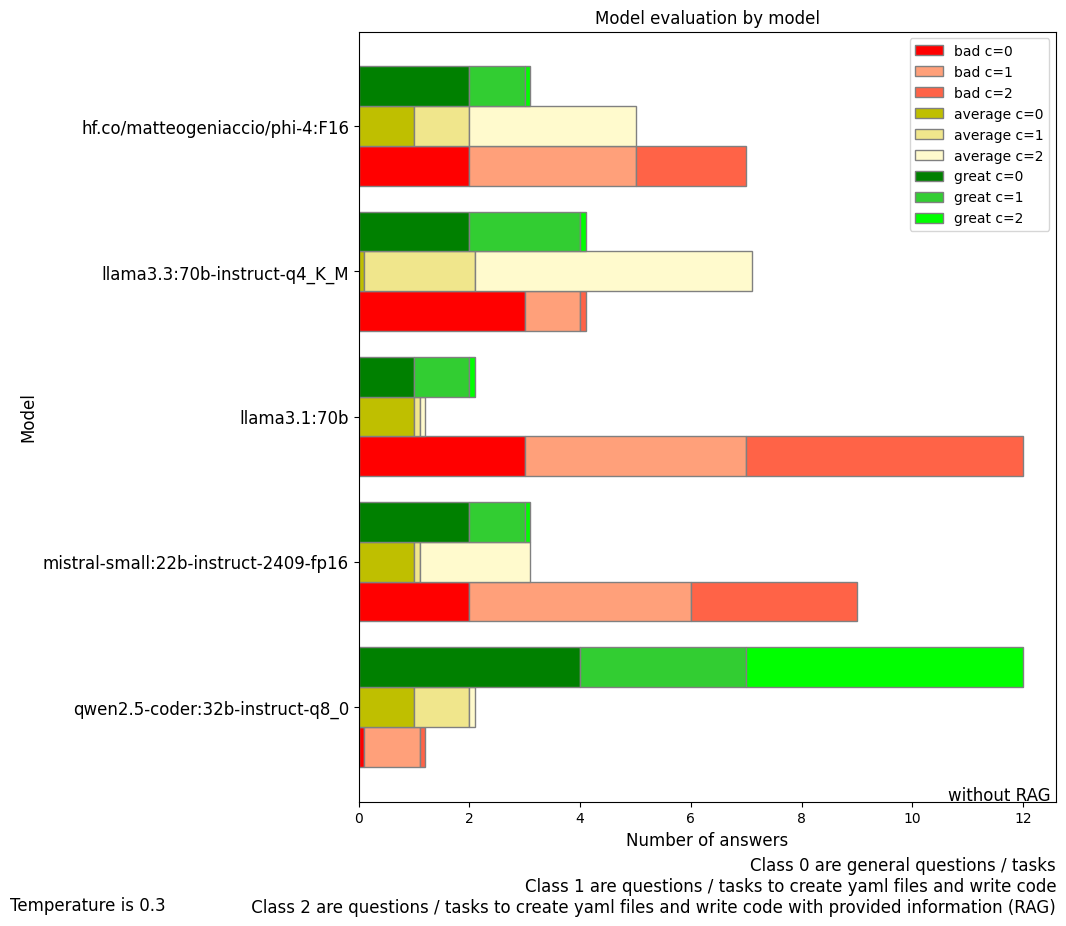 Model evaluation by model
bad c=0
bad c=1
bad c=2
average c=0
average c=1
average c=2
great c=0
great c=1
great c=2
hf.co/matteogeniaccio/phi-4:F16
llama3.3:70b-instruct-q4_K_M
llama3.1:70b
mistral-small:22b-instruct-2409-fp16
qwen2.5-coder:32b-instruct-q8_0
Model
without RAG
0 2 4 6 8 10 12
Number of answers
Class 0 are general questions / tasks
Class 1 are questions / tasks to create yaml files and write code
Class 2 are questions / tasks to create yaml files and write code with provided information (RAG)
Temperature is 0.3